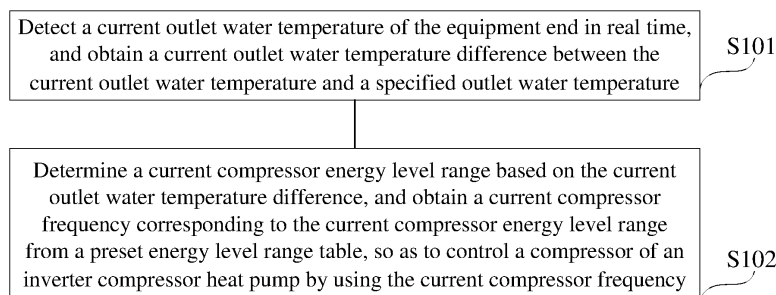 Detect a current outlet water temperature of the equipment end in real time,
and obtain a current outlet water temperature difference between the
current outlet water temperature and a specified outlet water temperature
S101
Determine a current compressor energy level range based on the current
outlet water temperature difference, and obtain a current compressor
frequency corresponding to the current compressor energy level range
from a preset energy level range table, so as to control a compressor of an
inverter compressor heat pump by using the current compressor frequency
S102